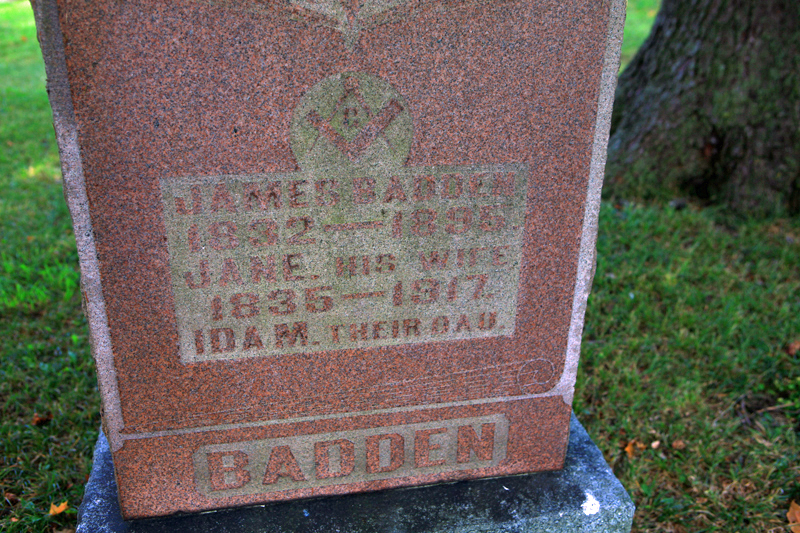 G
JAMES BADDEN
1832—1895.
JANE. HIS WIFE
1835—1917.
IDA M. THEIR DAU.
BADDEN